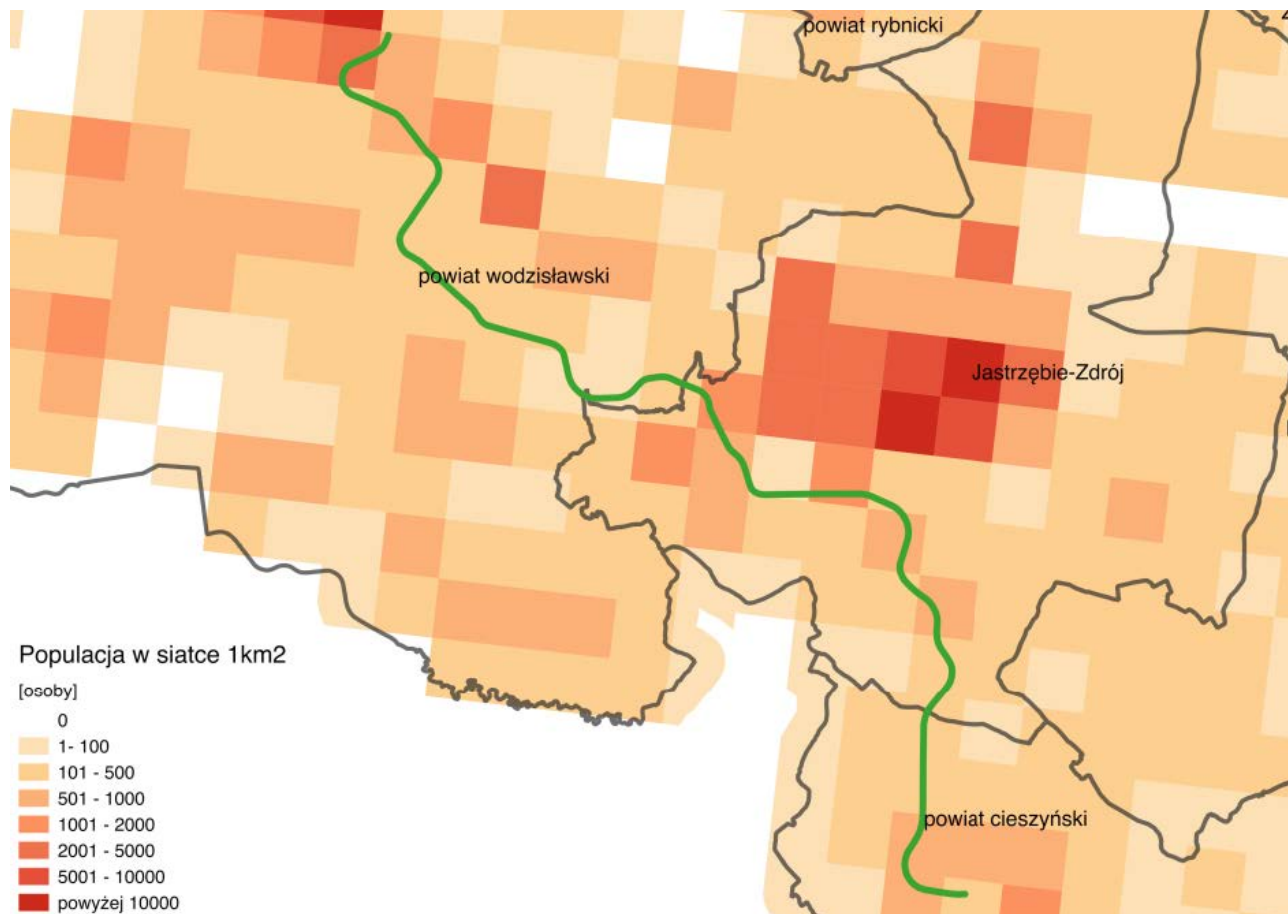 powiat rybnicki
powiat wodzisławski
Jastrzębie-Zdrój
powiat cieszyński
Populacja w siatce 1km2
[osoby]
0
1- 100
101 - 500
501 - 1000
1001 - 2000
2001 - 5000
5001 - 10000
powyżej 10000